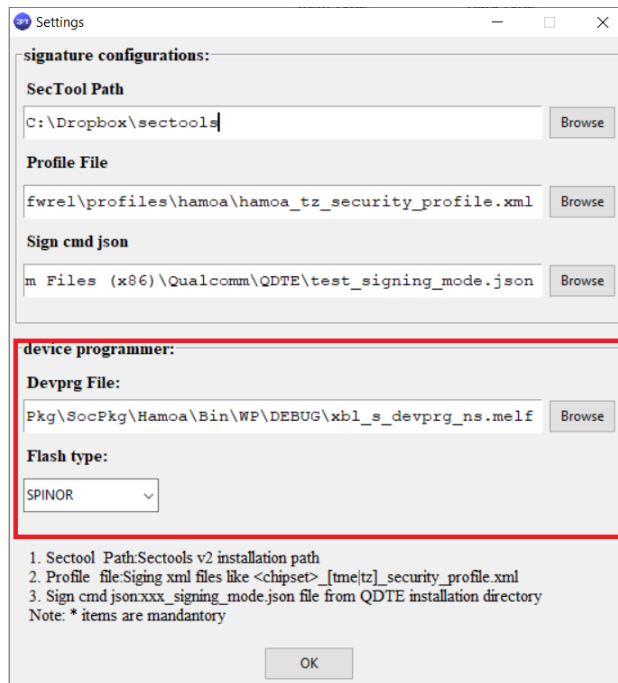 Settings
signature configurations:
SecTool Path
C:\Dropbox\sectools
Browse
Profile File
fwrel\profiles\hamoa\hamoa_tz_security_profile.xml
Browse
Sign cmd json
m Files (x86)\Qualcomm\QDTE\test_signing_mode.json
Browse
device programmer:
Devprg File:
Pkg\SocPkg\Hamoa\Bin\WP\DEBUG\xbl_s_devprg_ns.melf
Browse
Flash type:
SPINOR
1. Sectool Path:Sectools v2 installation path
2. Profile file:Siging xml files like <chipset>_[tme|tz]_security_profile.xml
3. Sign cmd json:xxx_signing_mode.json file from QDTE installation directory
Note: * items are mandantory
OK